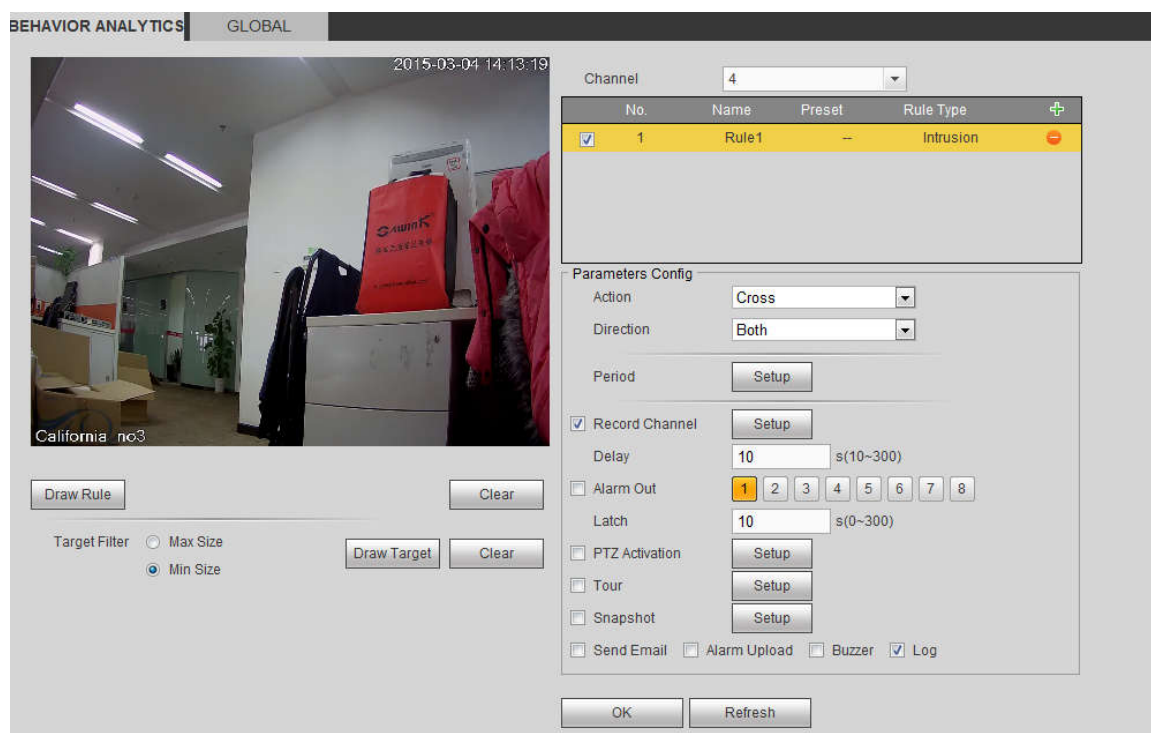 BEHAVIOR ANALYTICS
GLOBAL
2015-03-04 14:13:19
SAWINK
California_no3
Draw Rule
Clear
Target Filter
Max Size
Min Size
Draw Target
Clear
Channel 4
No. Name Preset Rule Type
1 Rule1 -- Intrusion
Parameters Config
Action Cross
Direction Both
Period Setup
Record Channel Setup
Delay 10 s(10~300)
Alarm Out 1 2 3 4 5 6 7 8
Latch 10 s(0~300)
PTZ Activation Setup
Tour Setup
Snapshot Setup
Send Email Alarm Upload Buzzer Log
OK Refresh